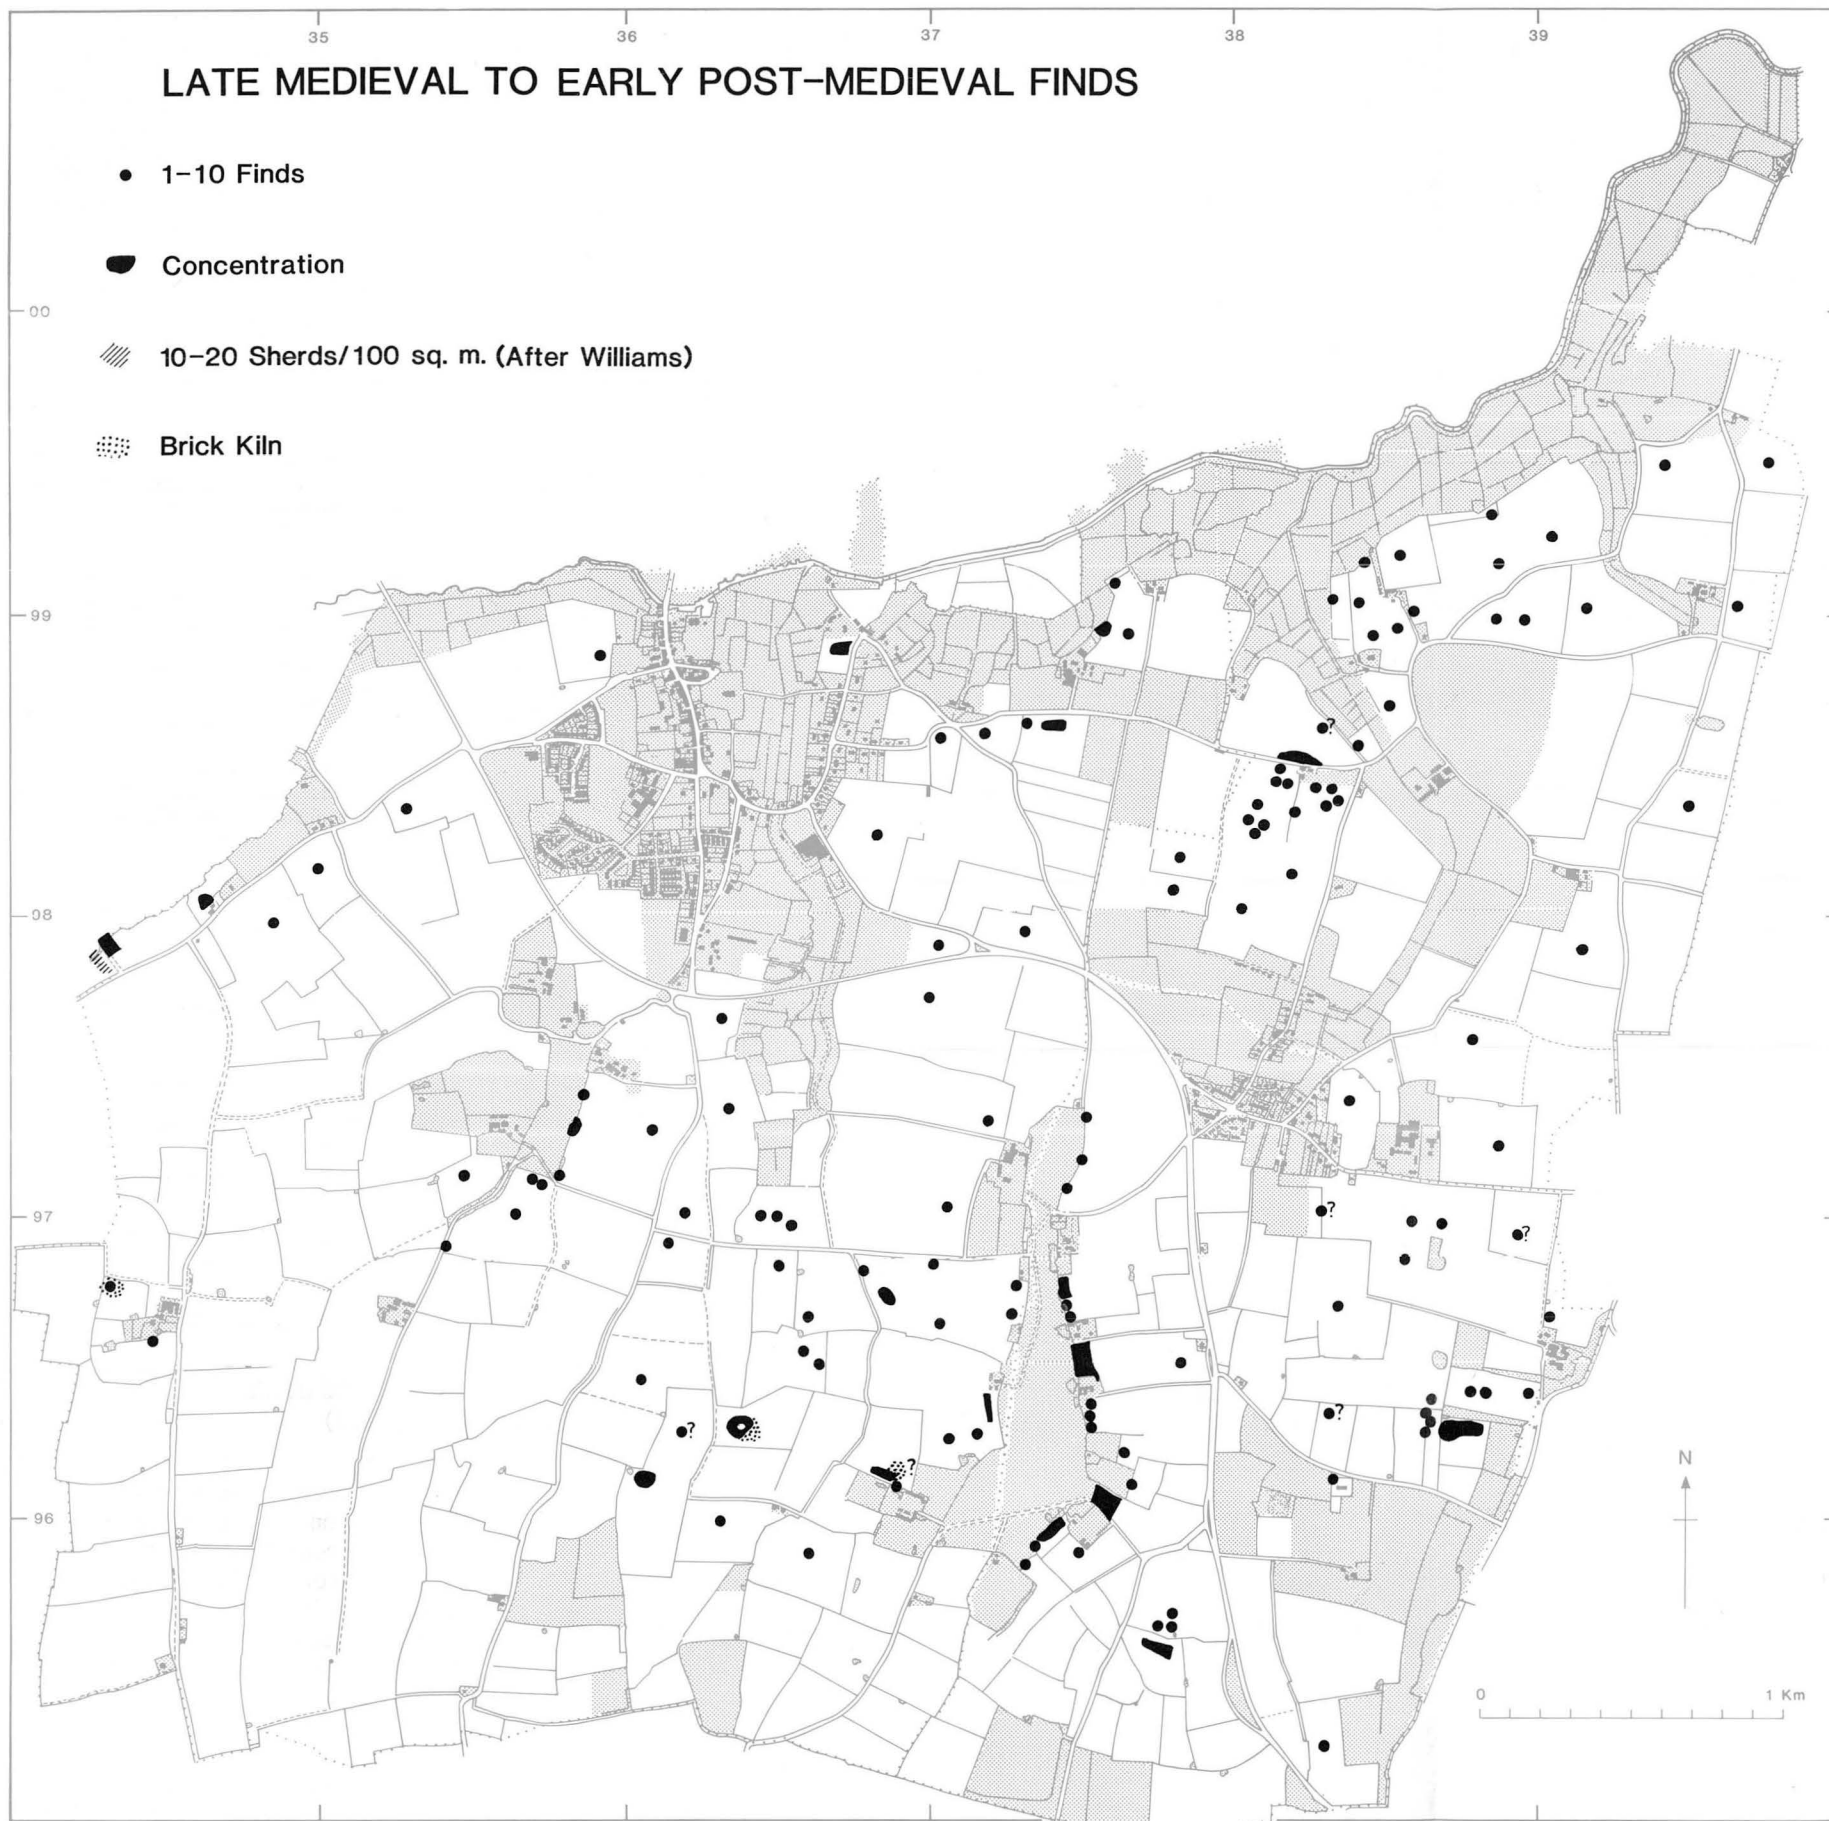 35 36 37 38 39
LATE MEDIEVAL TO EARLY POST-MEDIEVAL FINDS
1-10 Finds
Concentration
00
10-20 Sherds/100 sq. m. (After Williams)
Brick Kiln
99
?
98
97
?
?
?
?
?
N
96
0 1 Km